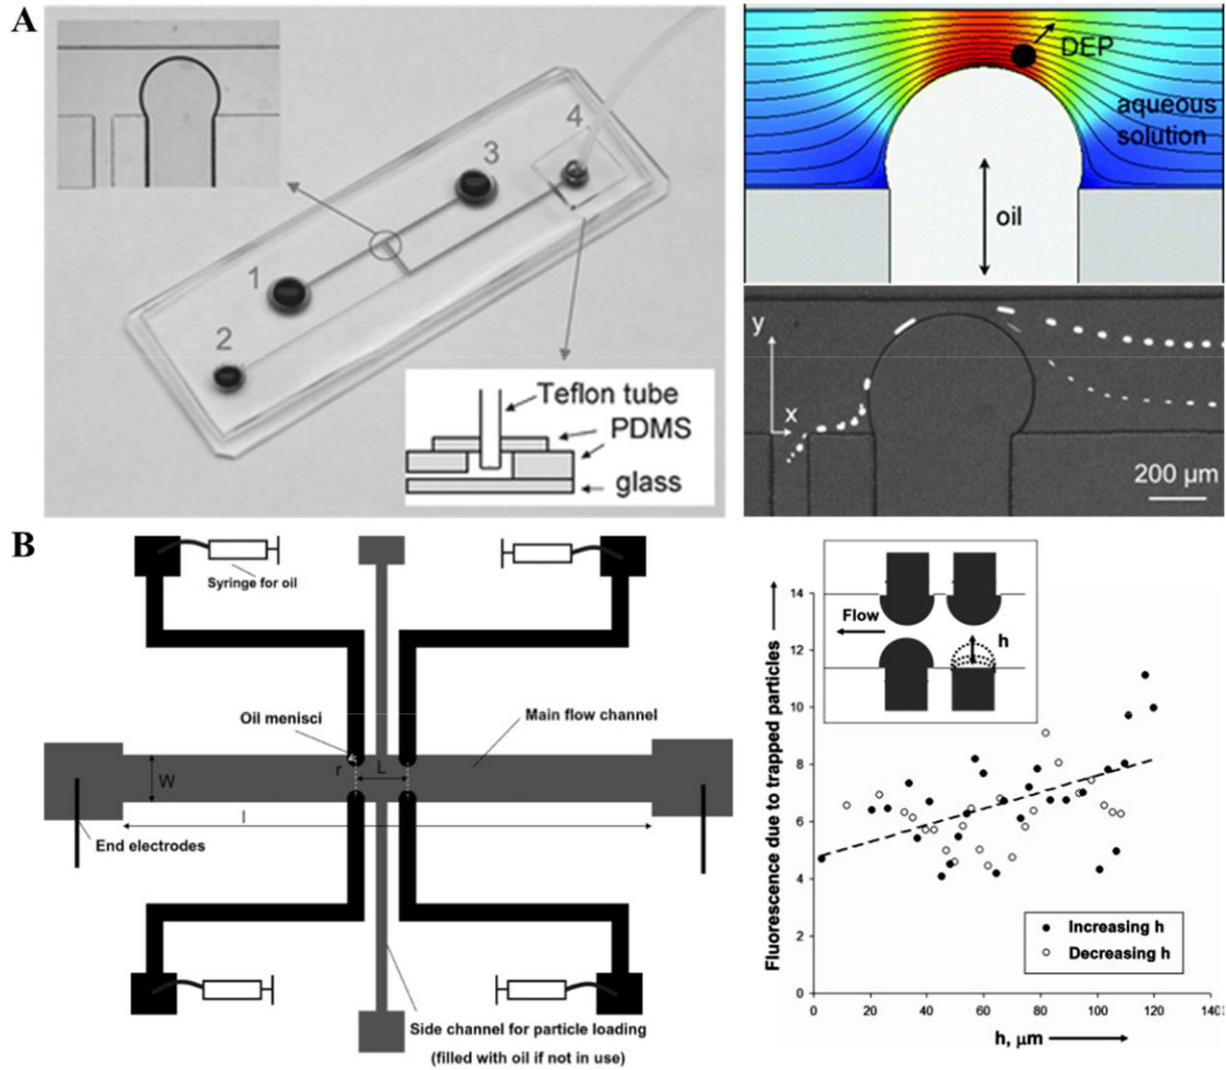 A
1
2
3
4
Teflon tube
PDMS
glass
DEP
aqueous
solution
oil
y
x
200 µm
B
Syringe for oil
Oil menisci
Main flow channel
r
L
W
l
End electrodes
Side channel for particle loading
(filled with oil if not in use)
Fluorescence due to trapped particles
14
12
10
8
6
4
2
0
Flow
h
Increasing h
Decreasing h
0 20 40 60 80 100 120 140
h, µm